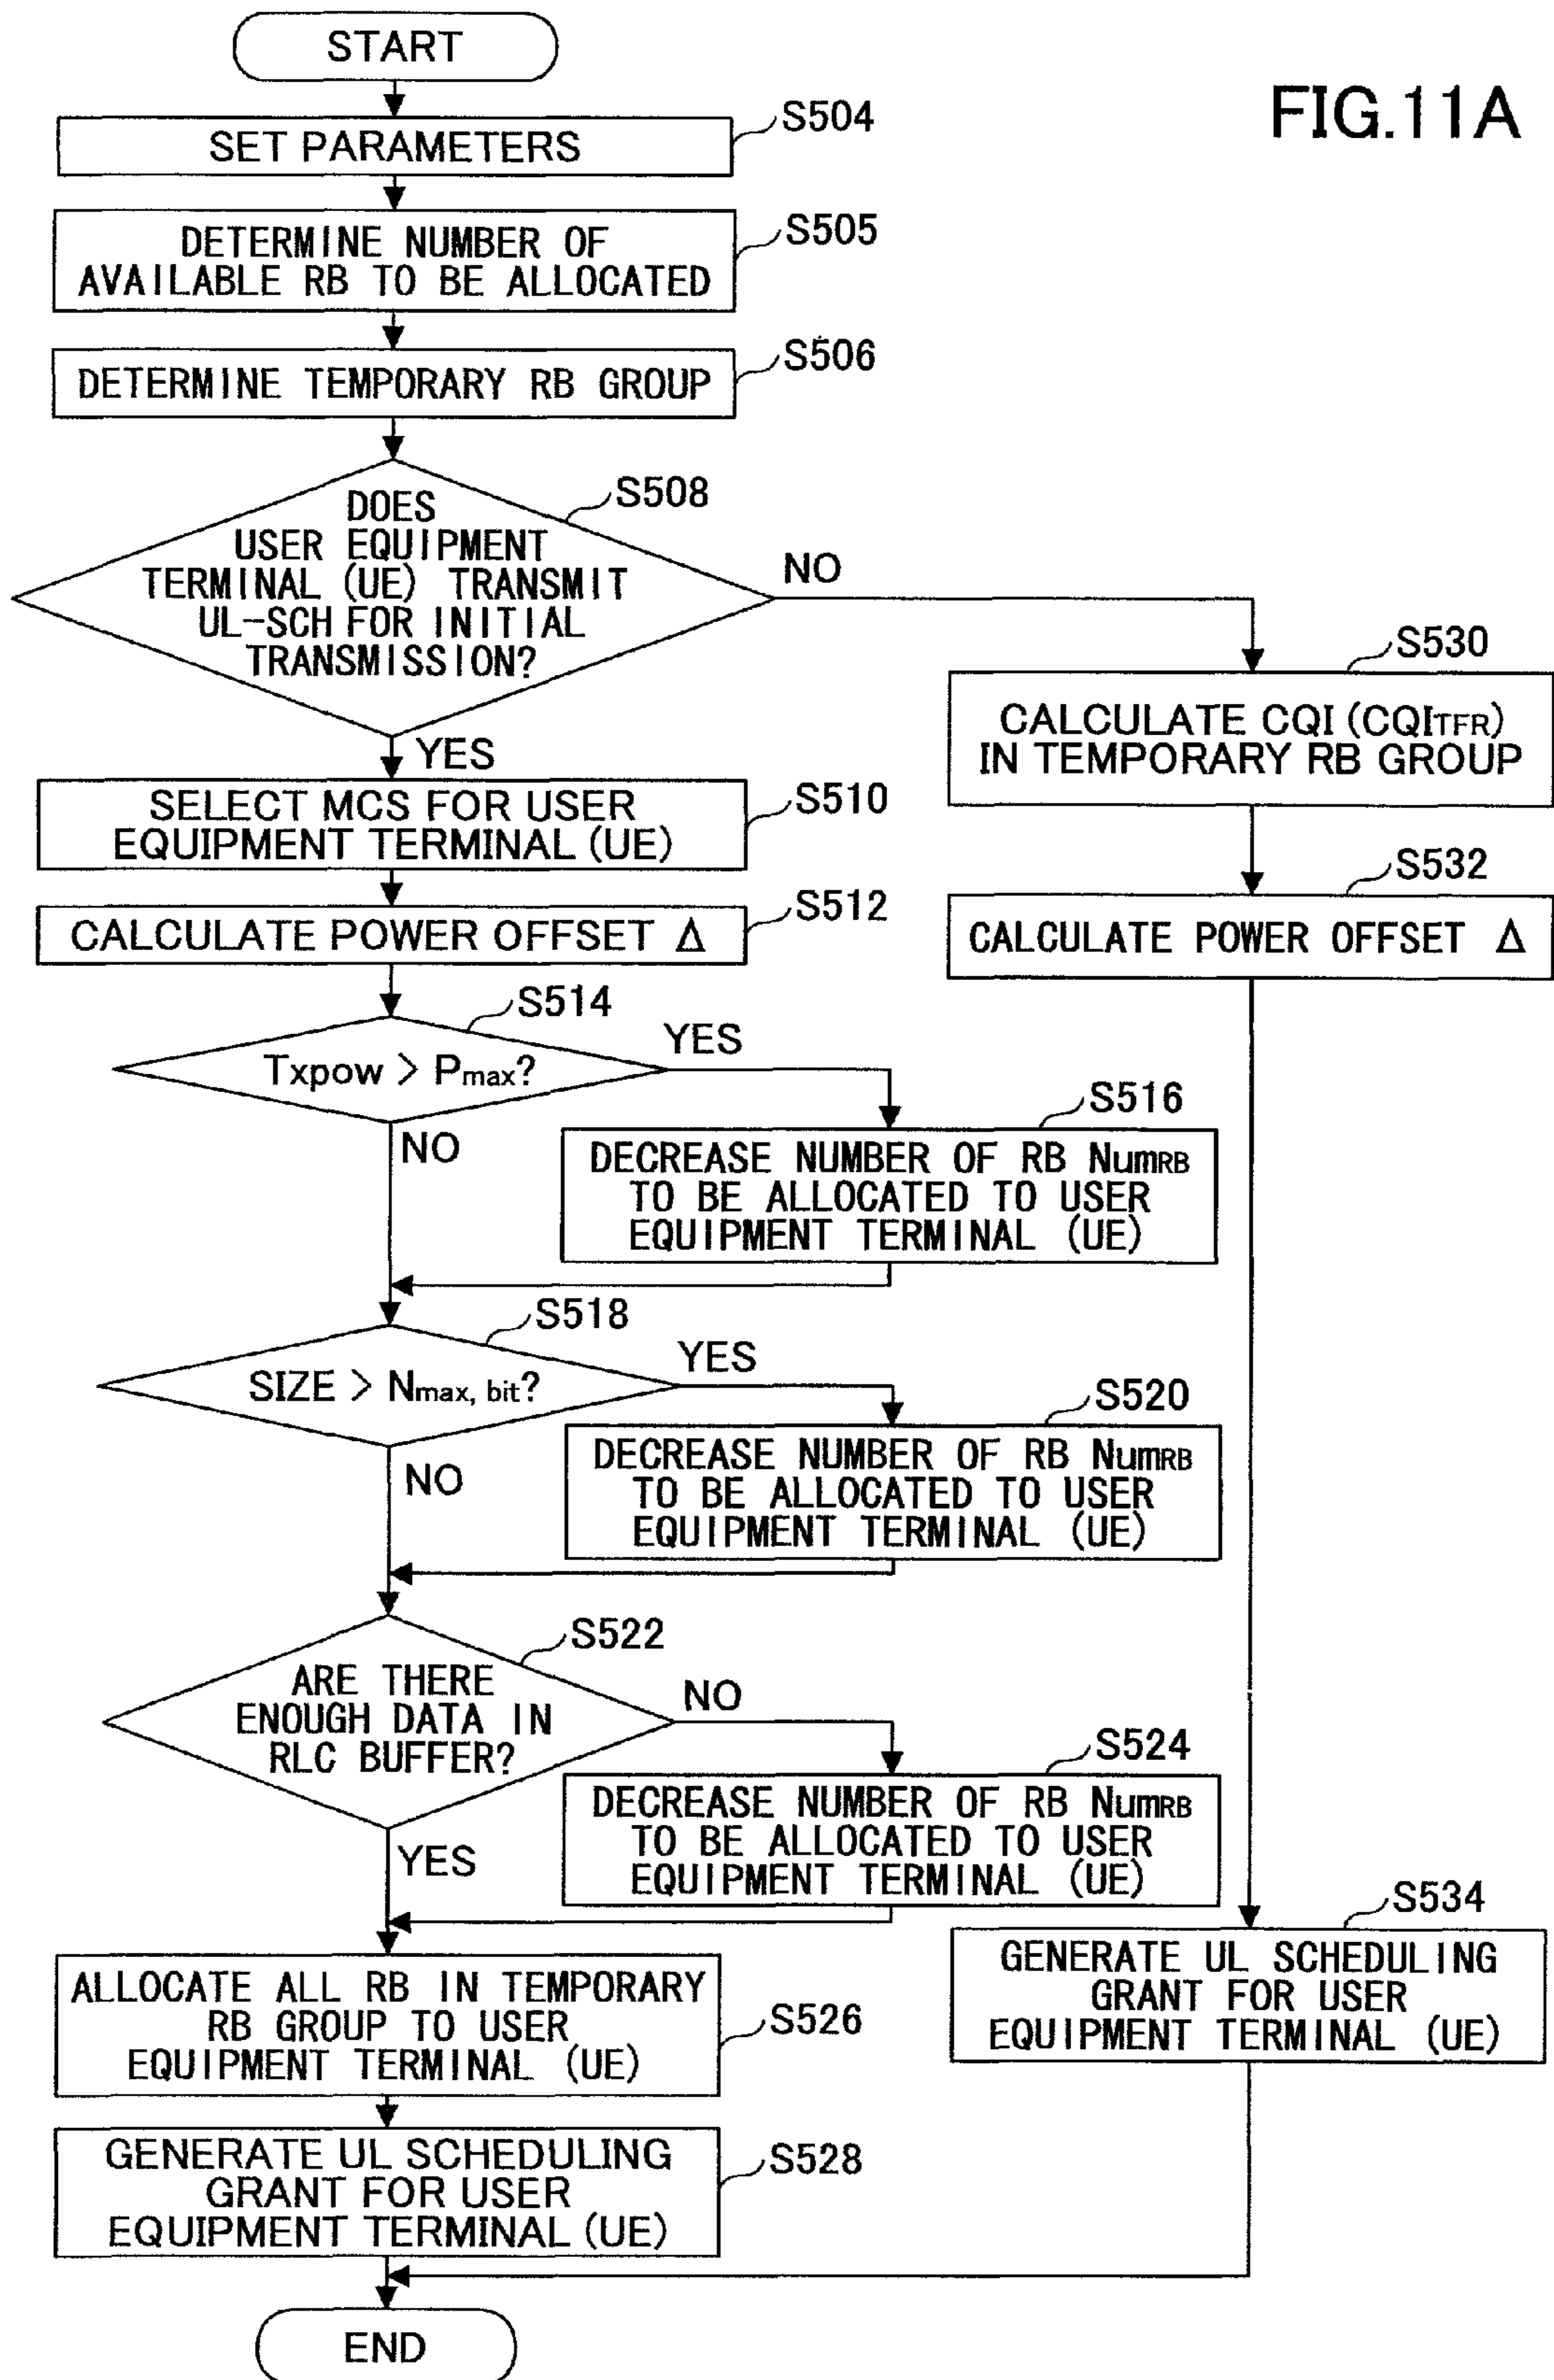 START
FIG.11A
S504
SET PARAMETERS
S505
DETERMINE NUMBER OF
AVAILABLE RB TO BE ALLOCATED
S506
DETERMINE TEMPORARY RB GROUP
S508
DOES
USER EQUIPMENT
TERMINAL (UE) TRANSMIT
UL-SCH FOR INITIAL
TRANSMISSION?
NO
YES
S530
CALCULATE CQI (CQITFR)
IN TEMPORARY RB GROUP
S510
SELECT MCS FOR USER
EQUIPMENT TERMINAL (UE)
S532
CALCULATE POWER OFFSET Δ
S512
CALCULATE POWER OFFSET Δ
S514
Txpow > Pmax?
YES
NO
S516
DECREASE NUMBER OF RB NumRB
TO BE ALLOCATED TO USER
EQUIPMENT TERMINAL (UE)
S518
SIZE > Nmax, bit?
YES
NO
S520
DECREASE NUMBER OF RB NumRB
TO BE ALLOCATED TO USER
EQUIPMENT TERMINAL (UE)
S522
ARE THERE
ENOUGH DATA IN
RLC BUFFER?
NO
YES
S524
DECREASE NUMBER OF RB NumRB
TO BE ALLOCATED TO USER
EQUIPMENT TERMINAL (UE)
S534
GENERATE UL SCHEDULING
GRANT FOR USER
EQUIPMENT TERMINAL (UE)
S526
ALLOCATE ALL RB IN TEMPORARY
RB GROUP TO USER
EQUIPMENT TERMINAL (UE)
S528
GENERATE UL SCHEDULING
GRANT FOR USER
EQUIPMENT TERMINAL (UE)
END